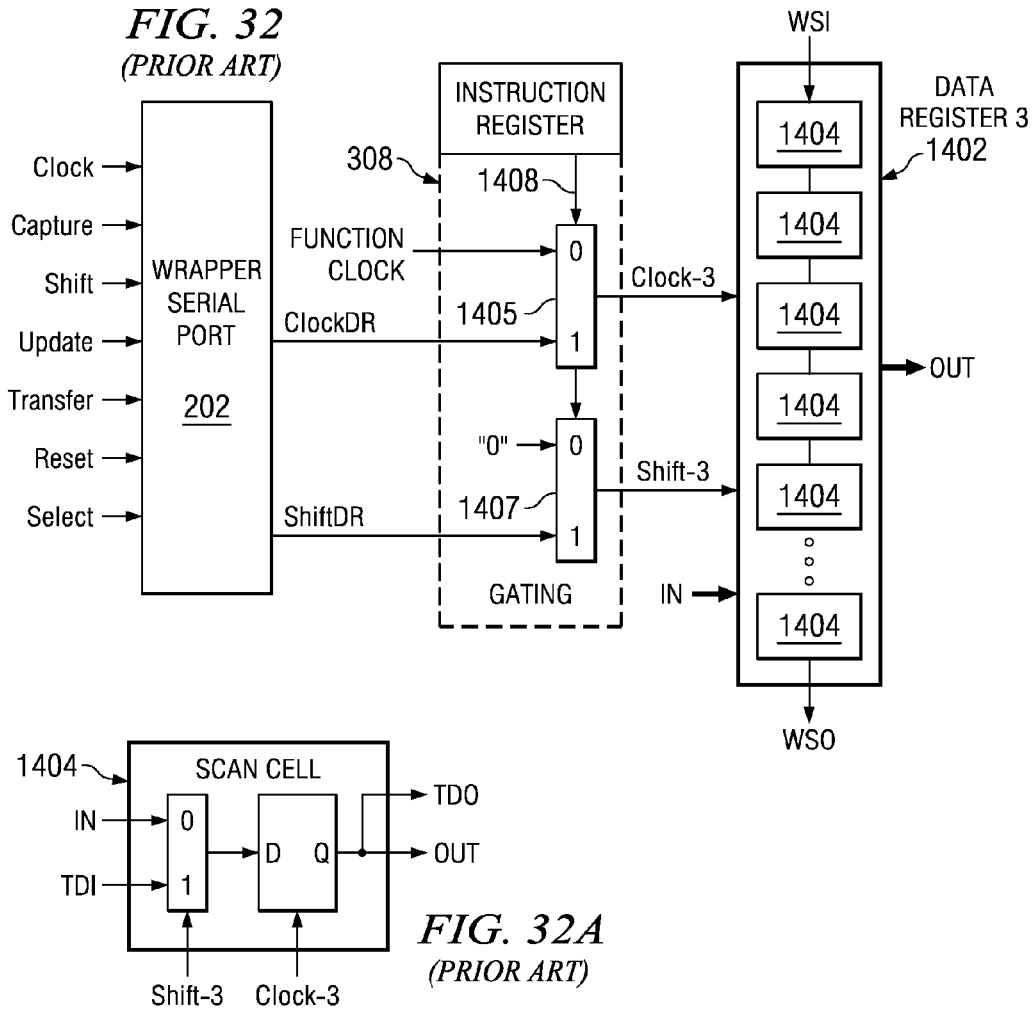 FIG. 32
(PRIOR ART)
Clock
Capture
Shift
Update
Transfer
Reset
Select
WRAPPER
SERIAL
PORT
202
ClockDR
ShiftDR
308
INSTRUCTION
REGISTER
1408
FUNCTION
CLOCK
0
1405
1
"0"
0
1407
1
GATING
Clock-3
Shift-3
IN
WSI
1404
1404
1404
1404
1404
1404
WSO
DATA
REGISTER 3
1402
OUT
1404
SCAN CELL
IN
TDI
0
1
D
Q
TDO
OUT
Shift-3
Clock-3
FIG. 32A
(PRIOR ART)